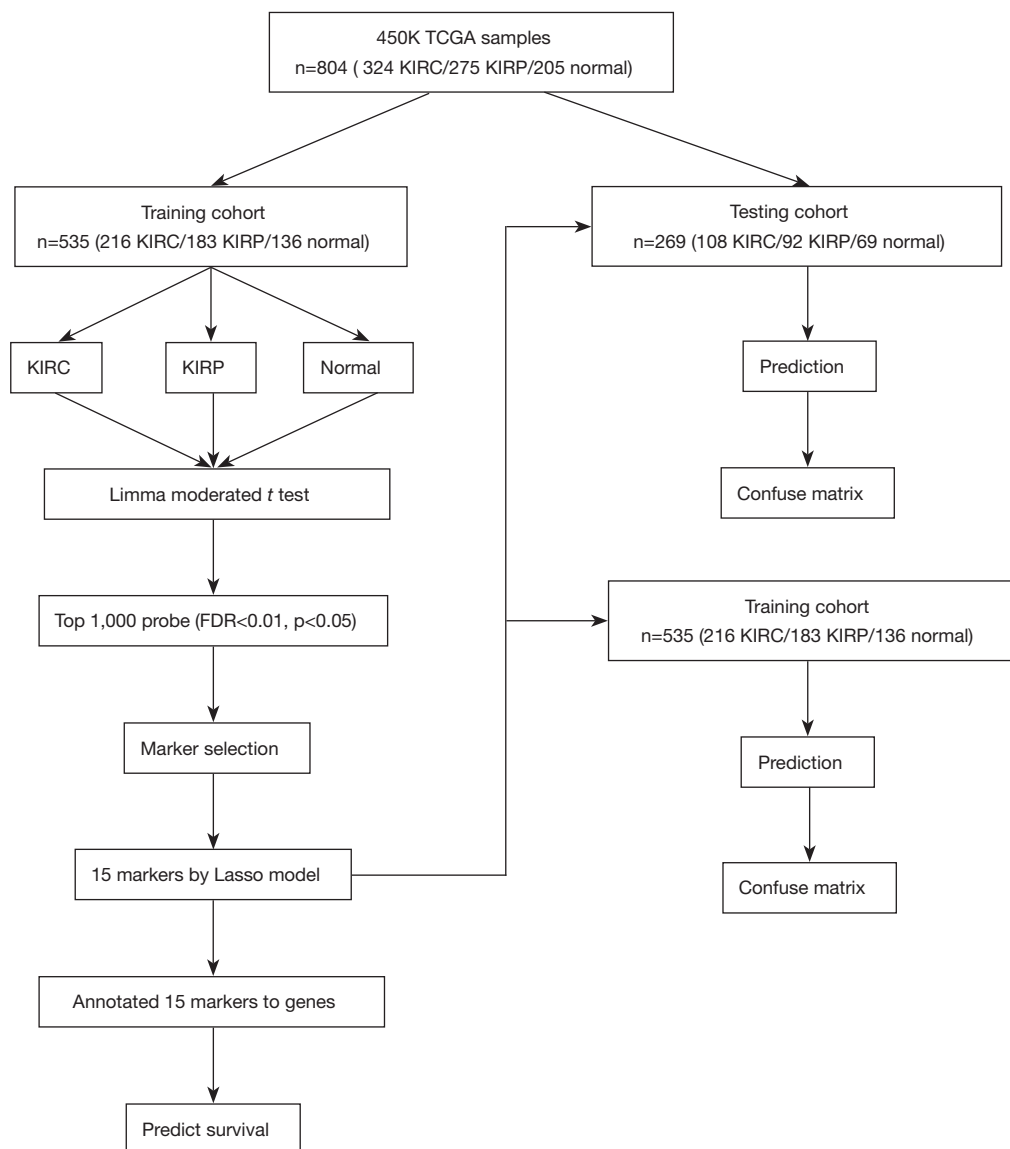 450K TCGA samples
n=804 ( 324 KIRC/275 KIRP/205 normal)
Training cohort
n=535 (216 KIRC/183 KIRP/136 normal)
Testing cohort
n=269 (108 KIRC/92 KIRP/69 normal)
KIRC
KIRP
Normal
Prediction
Limma moderated t test
Confuse matrix
Top 1,000 probe (FDR<0.01, p<0.05)
Training cohort
n=535 (216 KIRC/183 KIRP/136 normal)
Marker selection
Prediction
15 markers by Lasso model
Confuse matrix
Annotated 15 markers to genes
Predict survival